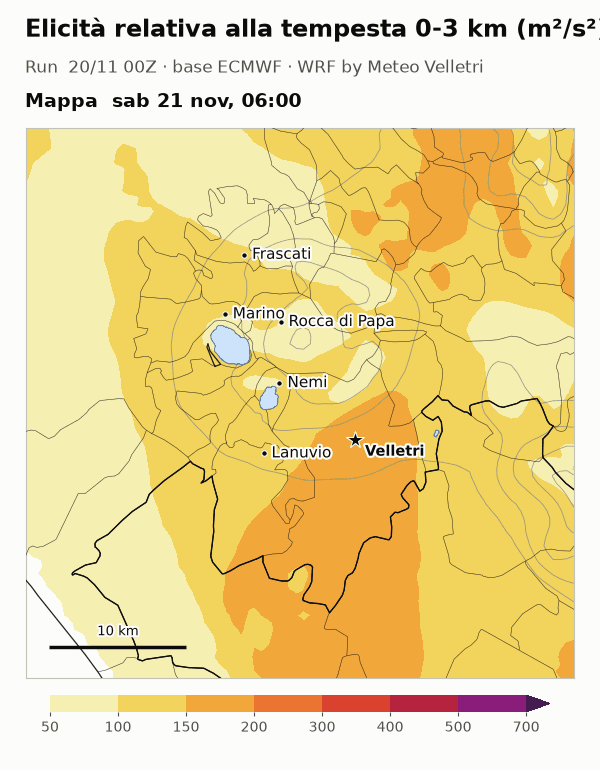 Elicità relativa alla tempesta 0-3 km (m²/s²)
Run  20/11 00Z · base ECMWF · WRF by Meteo Velletri
Mappa  sab 21 nov, 06:00
Frascati
Marino
Rocca di Papa
Nemi
Velletri
Lanuvio
10 km
50 100 150 200 300 400 500 700